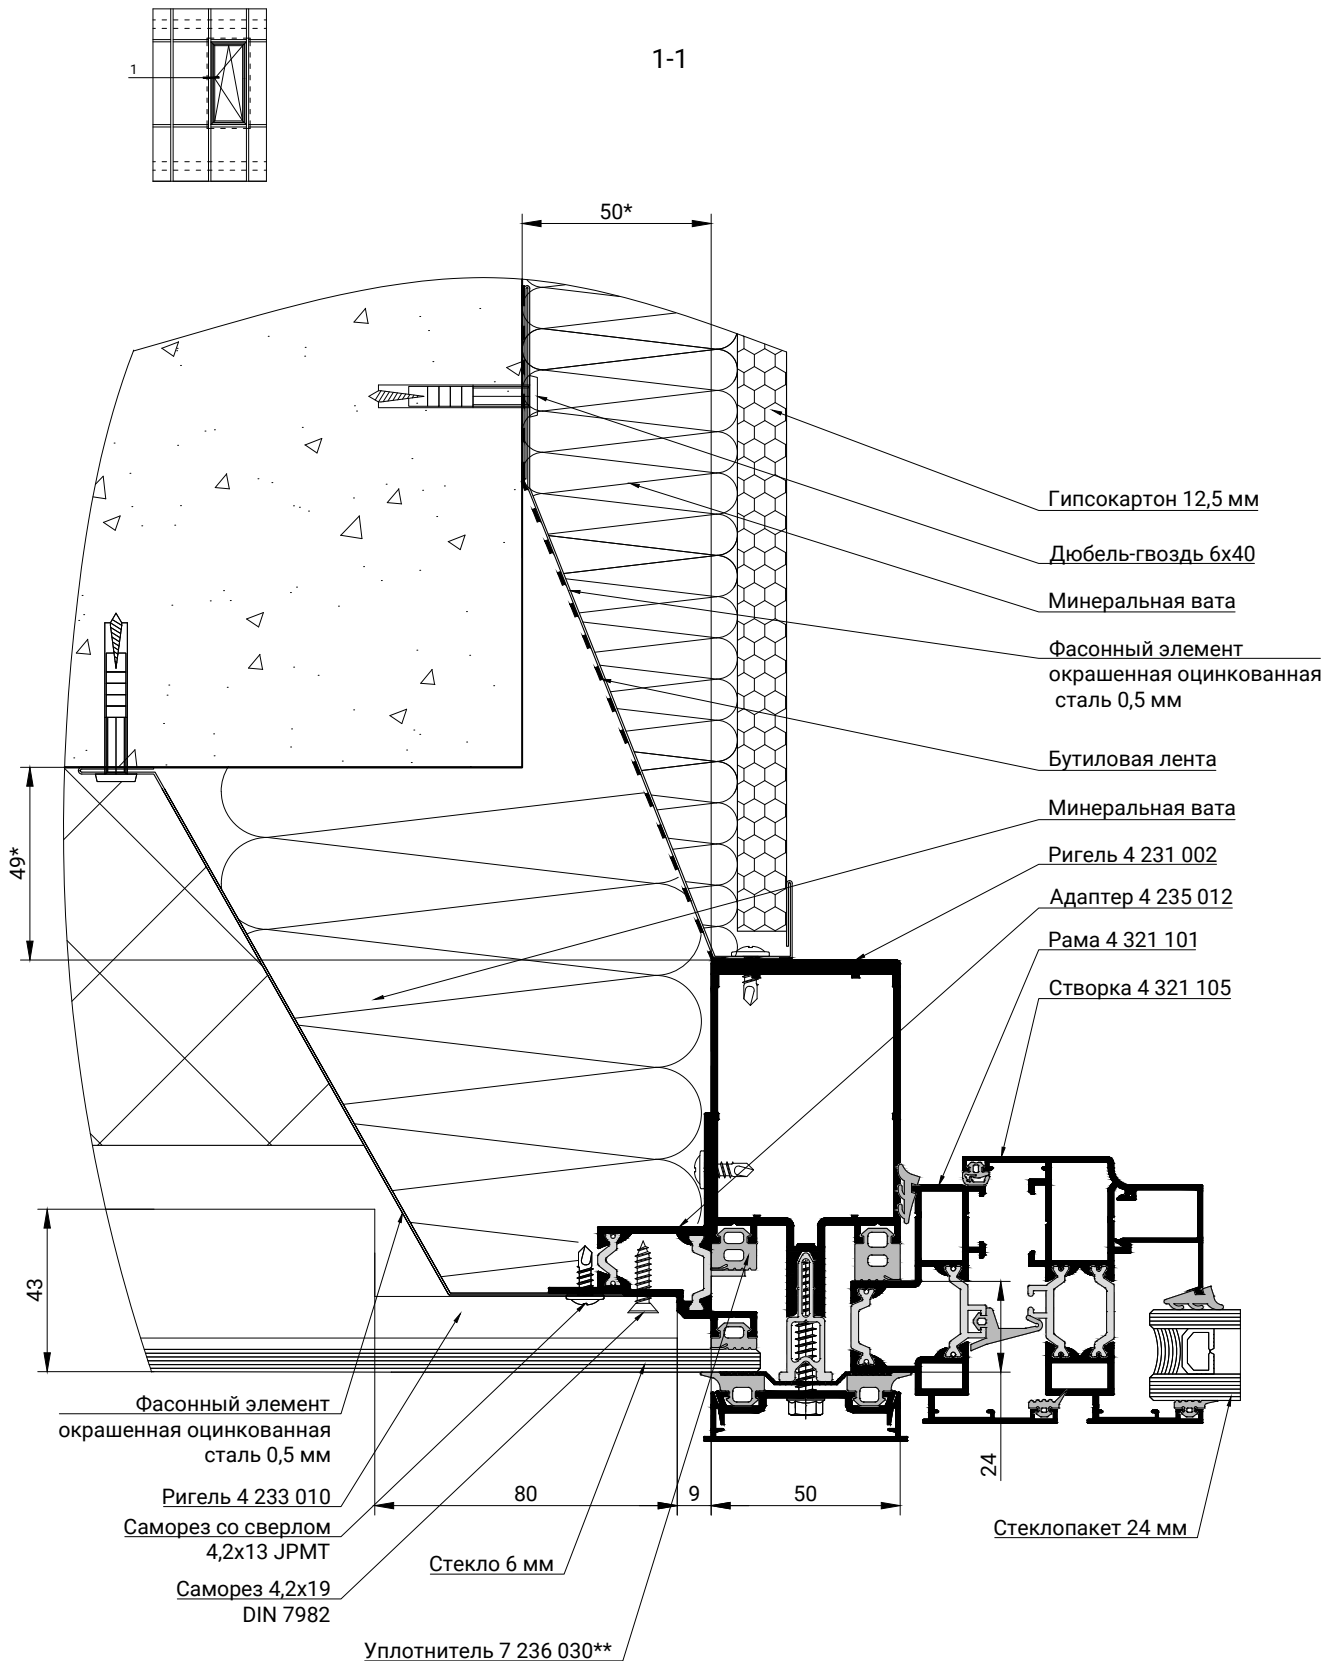 1-1
1
50*
Гипсокартон 12,5 мм
Дюбель-гвоздь 6х40
Минеральная вата
Фасонный элемент
окрашенная оцинкованная
сталь 0,5 мм
Бутиловая лента
Минеральная вата
49*
Ригель 4 231 002
Адаптер 4 235 012
Рама 4 321 101
Створка 4 321 105
43
Фасонный элемент
окрашенная оцинкованная
сталь 0,5 мм
24
80
9
50
Ригель 4 233 010
Саморез со сверлом
4,2х13 JPMT
Стеклопакет 24 мм
Стекло 6 мм
Саморез 4,2х19
DIN 7982
Уплотнитель 7 236 030**